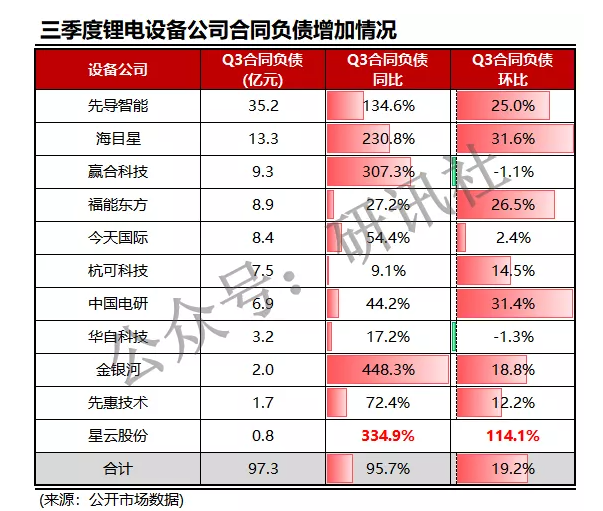 三季度锂电设备公司合同负债增加情况
设备公司 Q3合同负债(亿元) Q3合同负债同比 Q3合同负债环比
先导智能 35.2 134.6% 25.0%
海目星 13.3 230.8% 31.6%
赢合科技 9.3 307.3% -1.1%
福能东方 8.9 27.2% 26.5%
今天国际 8.4 54.4% 2.4%
杭可科技 7.5 9.1% 14.5%
中国电研 6.9 44.2% 31.4%
华自科技 3.2 17.2% -1.3%
金银河 2.0 448.3% 18.8%
先惠技术 1.7 72.4% 12.2%
星云股份 0.8 334.9% 114.1%
合计 97.3 95.7% 19.2%
(来源：公开市场数据)
公众号：研讯社